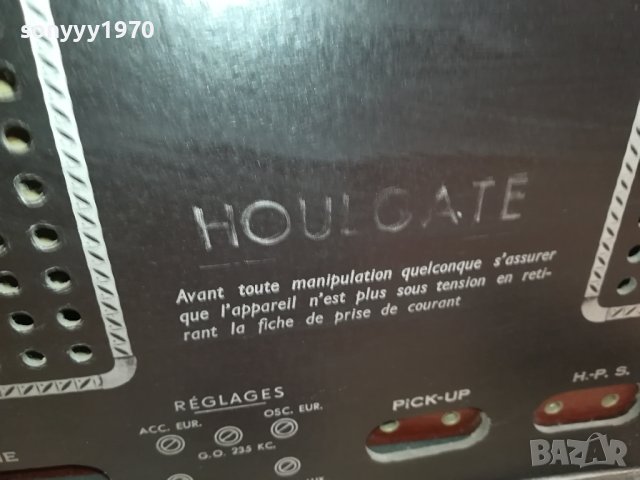 sonyyy1970
HOULGATE
Avant toute manipulation quelconque s'assurer
que l'appareil n'est plus sous tension en reti-
rant la fiche de prise de courant
RÉGLAGES
ACC. EUR.
OSC. EUR.
G.O. 235 KC.
PiCK-UP
H.-P. S.
BAZAR